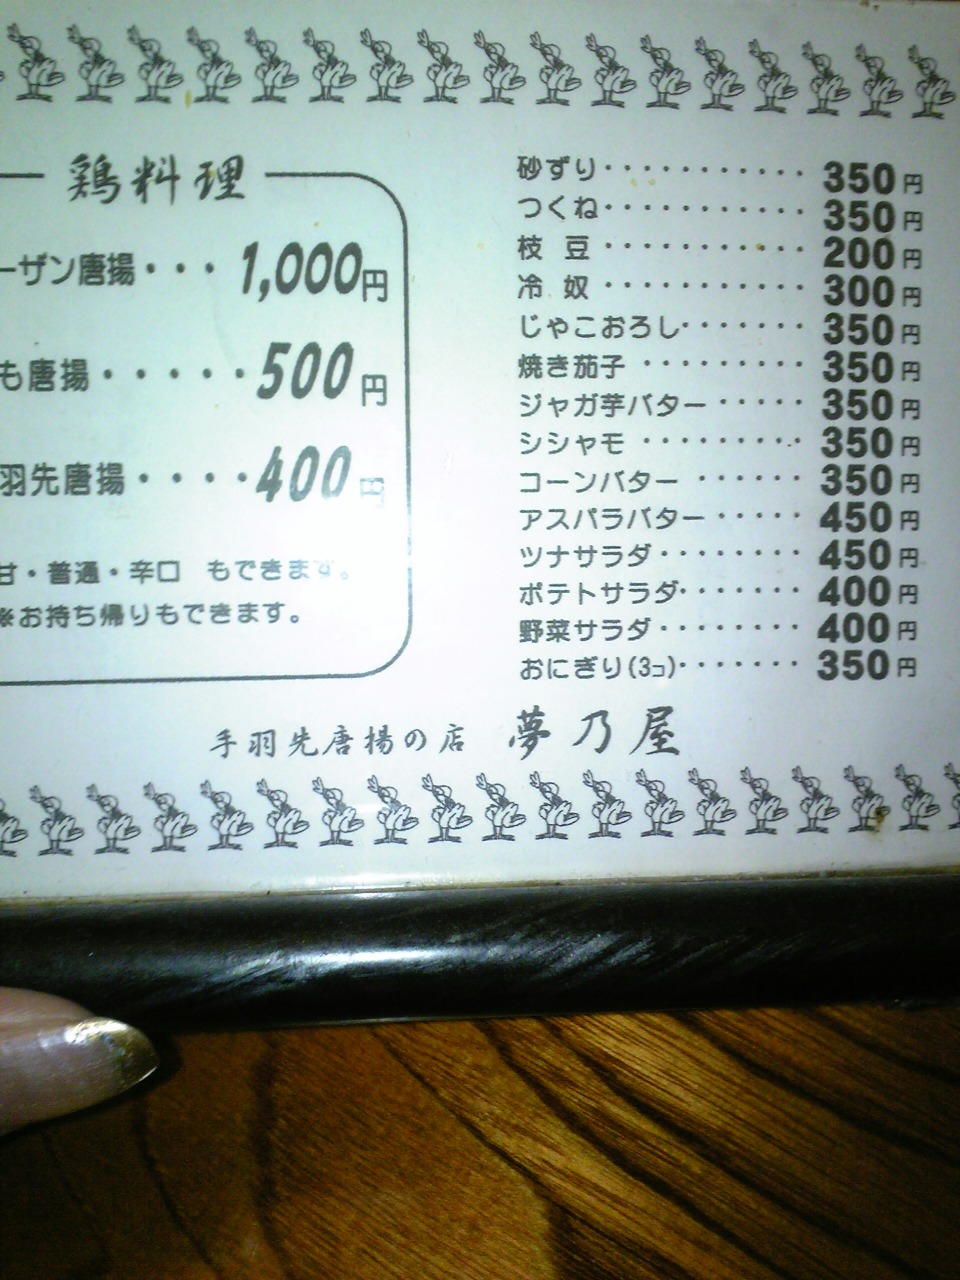 鶏料理
ーザン唐揚・・・1,000円
も唐揚・・・・・500円
羽先唐揚・・・・400円
甘・普通・辛口 もできます。
※お持ち帰りもできます。
砂ずり・・・・・・・・・・・350円
つくね・・・・・・・・・・・350円
枝豆・・・・・・・・・・・200円
冷奴・・・・・・・・・・・300円
じゃこおろし・・・・・・・350円
焼き茄子・・・・・・・・・350円
ジャガ芋バター・・・・・350円
シシャモ・・・・・・・・・350円
コーンバター・・・・・・350円
アスパラバター・・・・・450円
ツナサラダ・・・・・・・・450円
ポテトサラダ・・・・・・・400円
野菜サラダ・・・・・・・・400円
おにぎり(3コ)・・・・・・・350円
手羽先唐揚の店 夢乃屋